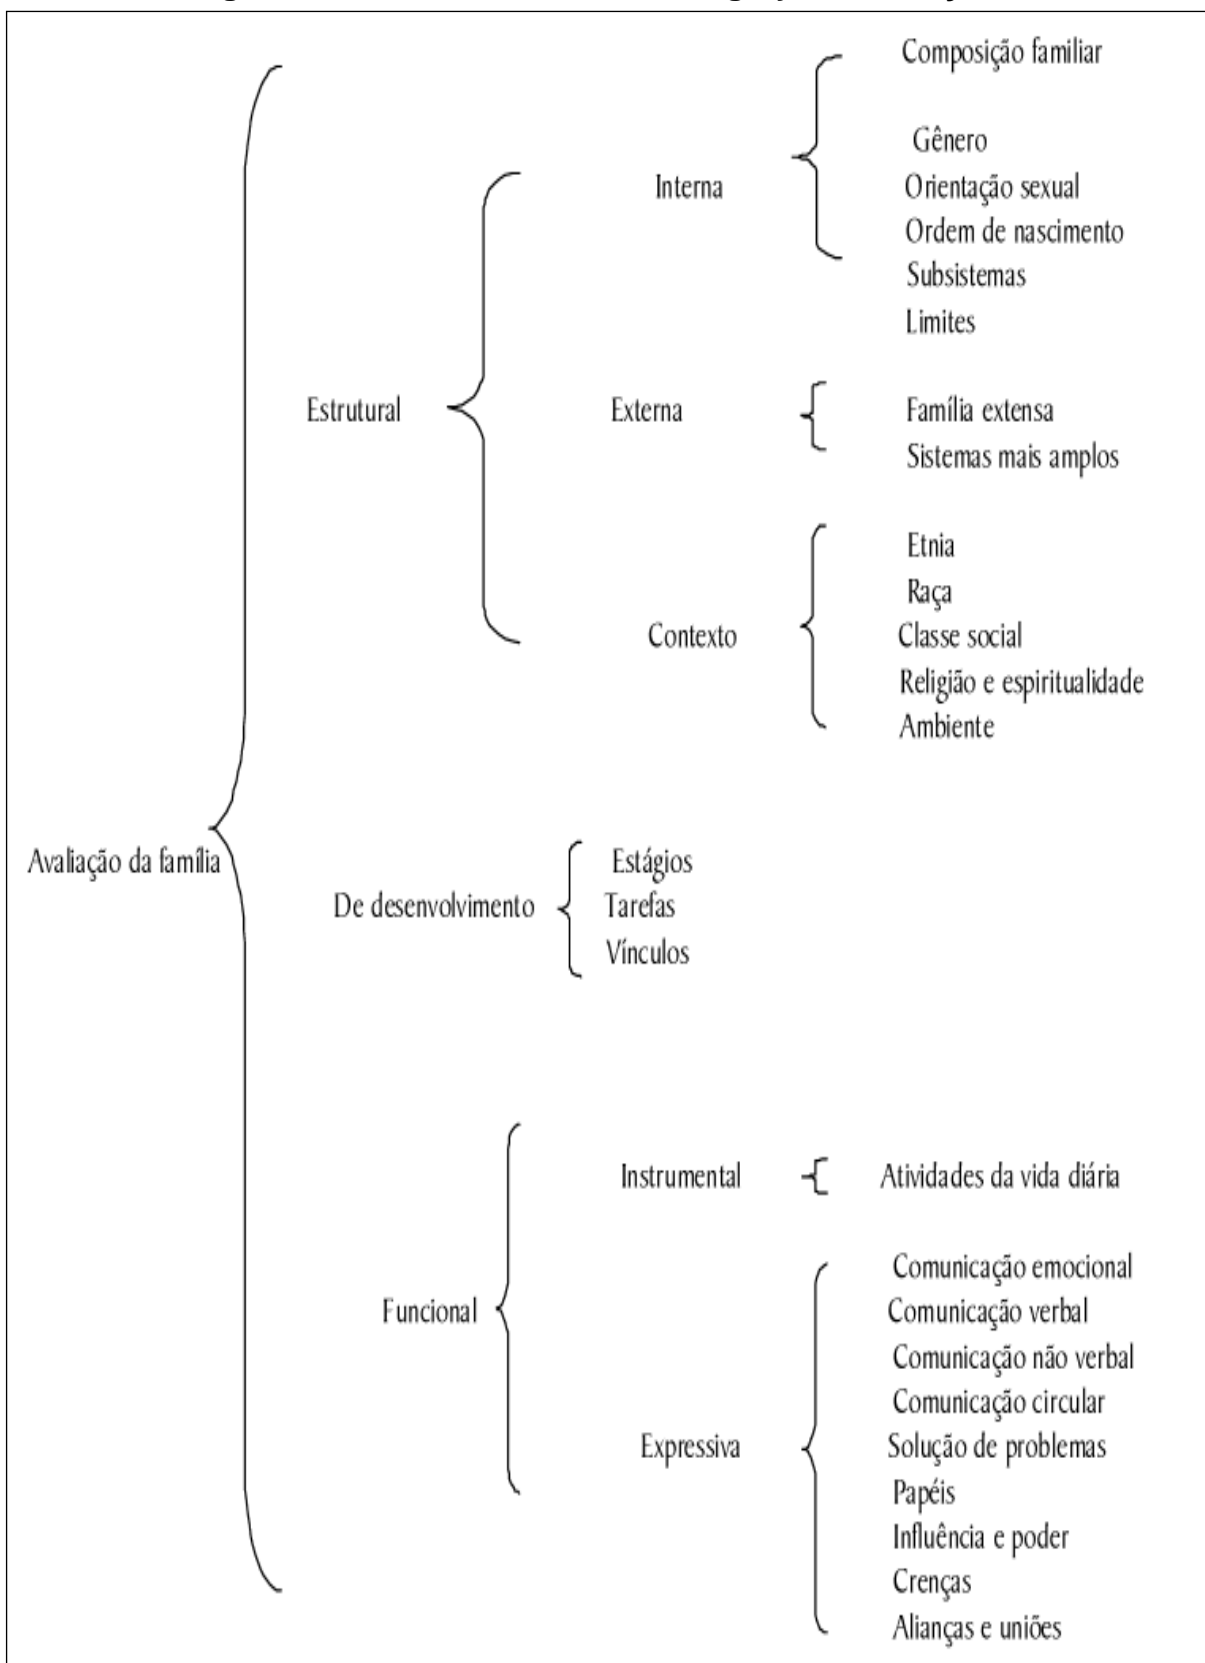 Composição familiar
Gênero
Interna
Orientação sexual
Ordem de nascimento
Subsistemas
Limites
Estrutural
Externa
Família extensa
Sistemas mais amplos
Etnia
Raça
Contexto
Classe social
Religião e espiritualidade
Ambiente
Avaliação da família
Estágios
De desenvolvimento
Tarefas
Vínculos
Instrumental
Atividades da vida diária
Comunicação emocional
Funcional
Comunicação verbal
Comunicação não verbal
Comunicação circular
Expressiva
Solução de problemas
Papéis
Influência e poder
Crenças
Alianças e uniões